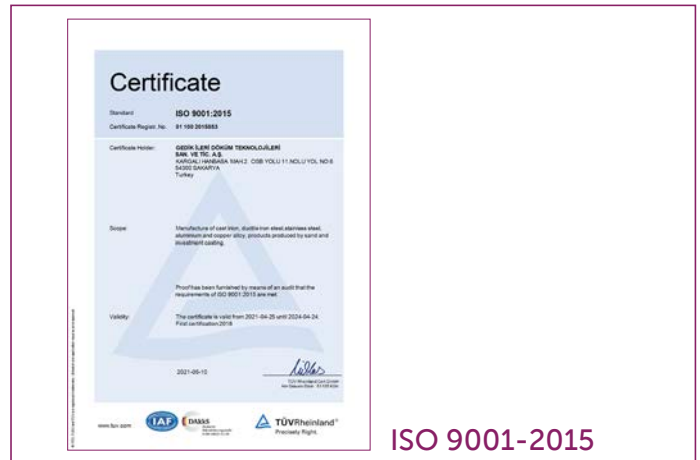 Certificate
Standard ISO 9001:2015
Certificate Registr. No. 01 100 2015053
Certificate Holder: GEDİK İLERİ DÖKÜM TEKNOLOJİLERİ
SAN. VE TİC. A.Ş.
KARGALI HANBABA MAH.2. OSB YOLU 11.NOLU YOL NO:6
54300 SAKARYA
Turkey
Scope: Manufacture of cast iron, ductile iron steel, stainless steel,
aluminium and copper alloy, products produced by sand and
investment casting.
Proof has been furnished by means of an audit that the
requirements of ISO 9001:2015 are met.
Validity: The certificate is valid from 2021-04-25 until 2024-04-24.
First certification 2018
2021-05-10
TÜV Rheinland Cert GmbH
www.tuv.com
IAF
DAkkS
TÜVRheinland®
Precisely Right.
ISO 9001-2015